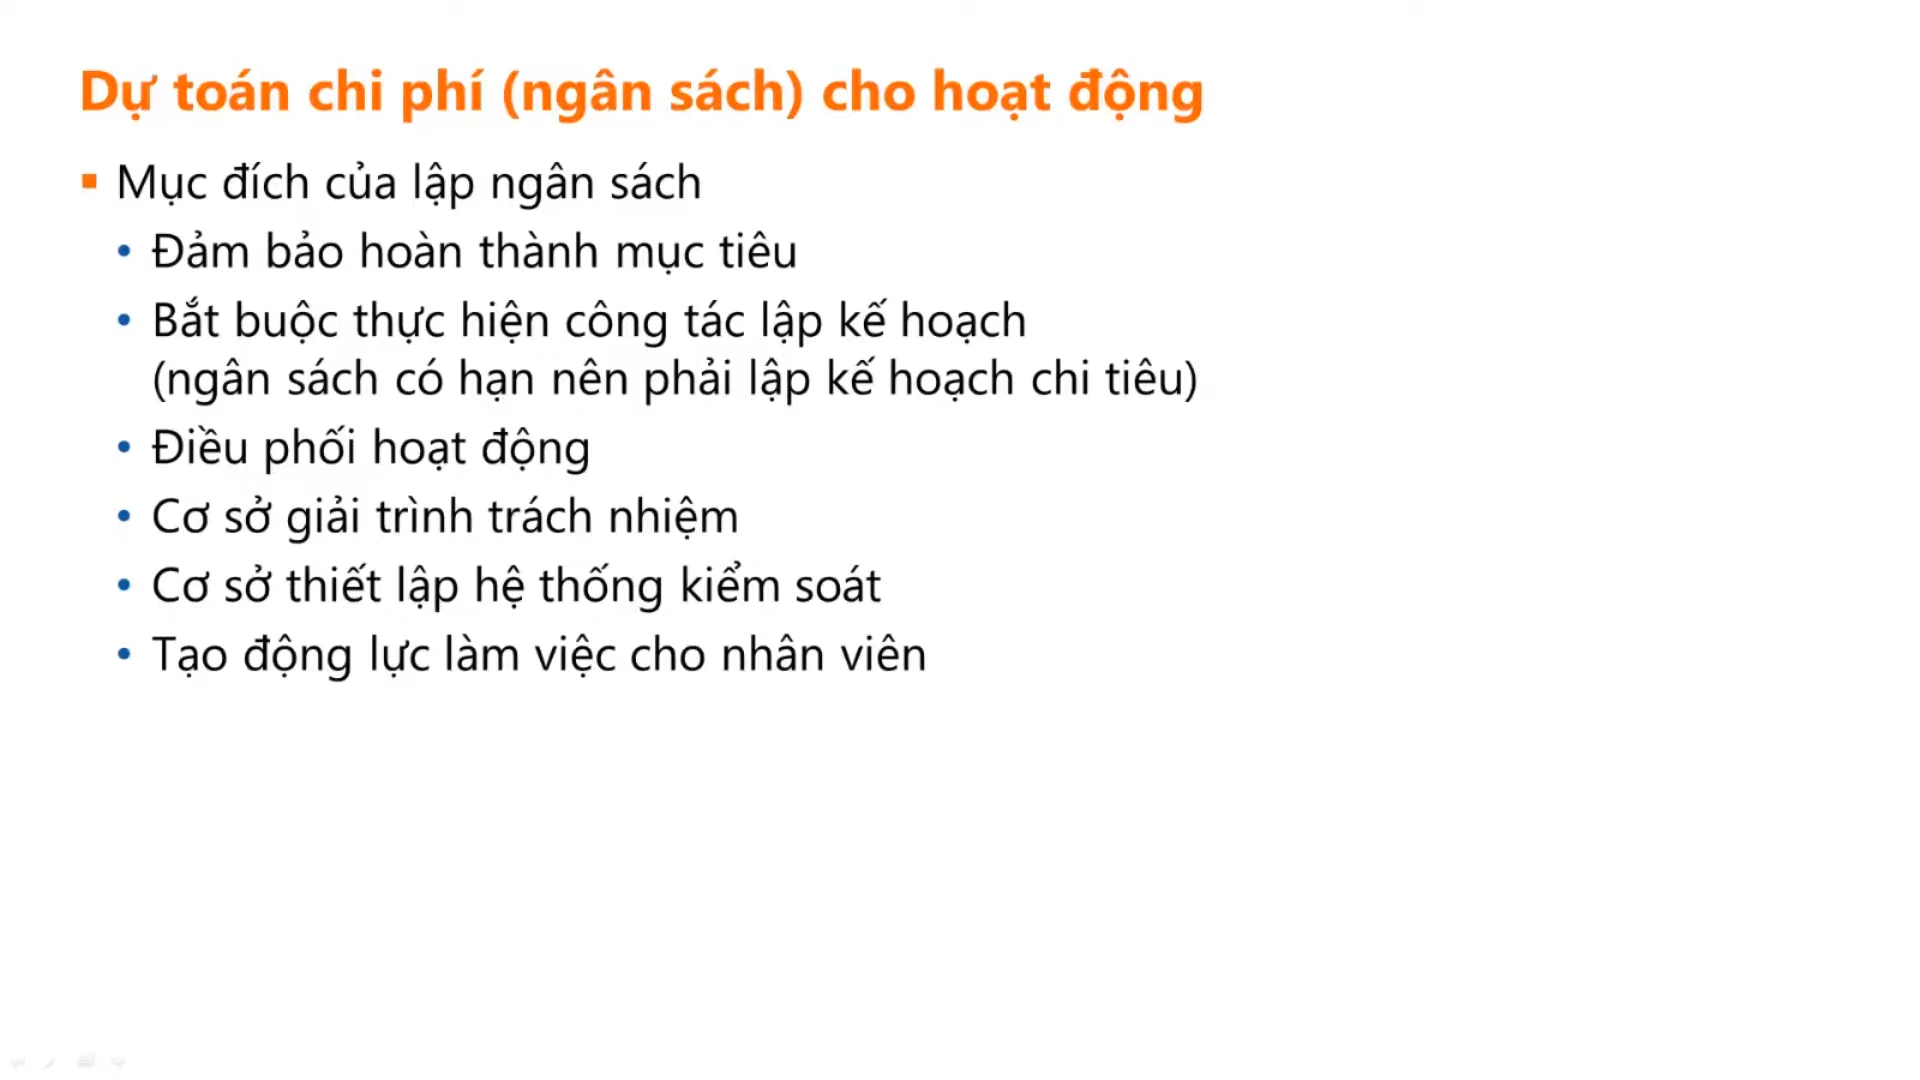 Dự toán chi phí (ngân sách) cho hoạt động
Mục đích của lập ngân sách
Đảm bảo hoàn thành mục tiêu
Bắt buộc thực hiện công tác lập kế hoạch
(ngân sách có hạn nên phải lập kế hoạch chi tiêu)
Điều phối hoạt động
Cơ sở giải trình trách nhiệm
Cơ sở thiết lập hệ thống kiểm soát
Tạo động lực làm việc cho nhân viên